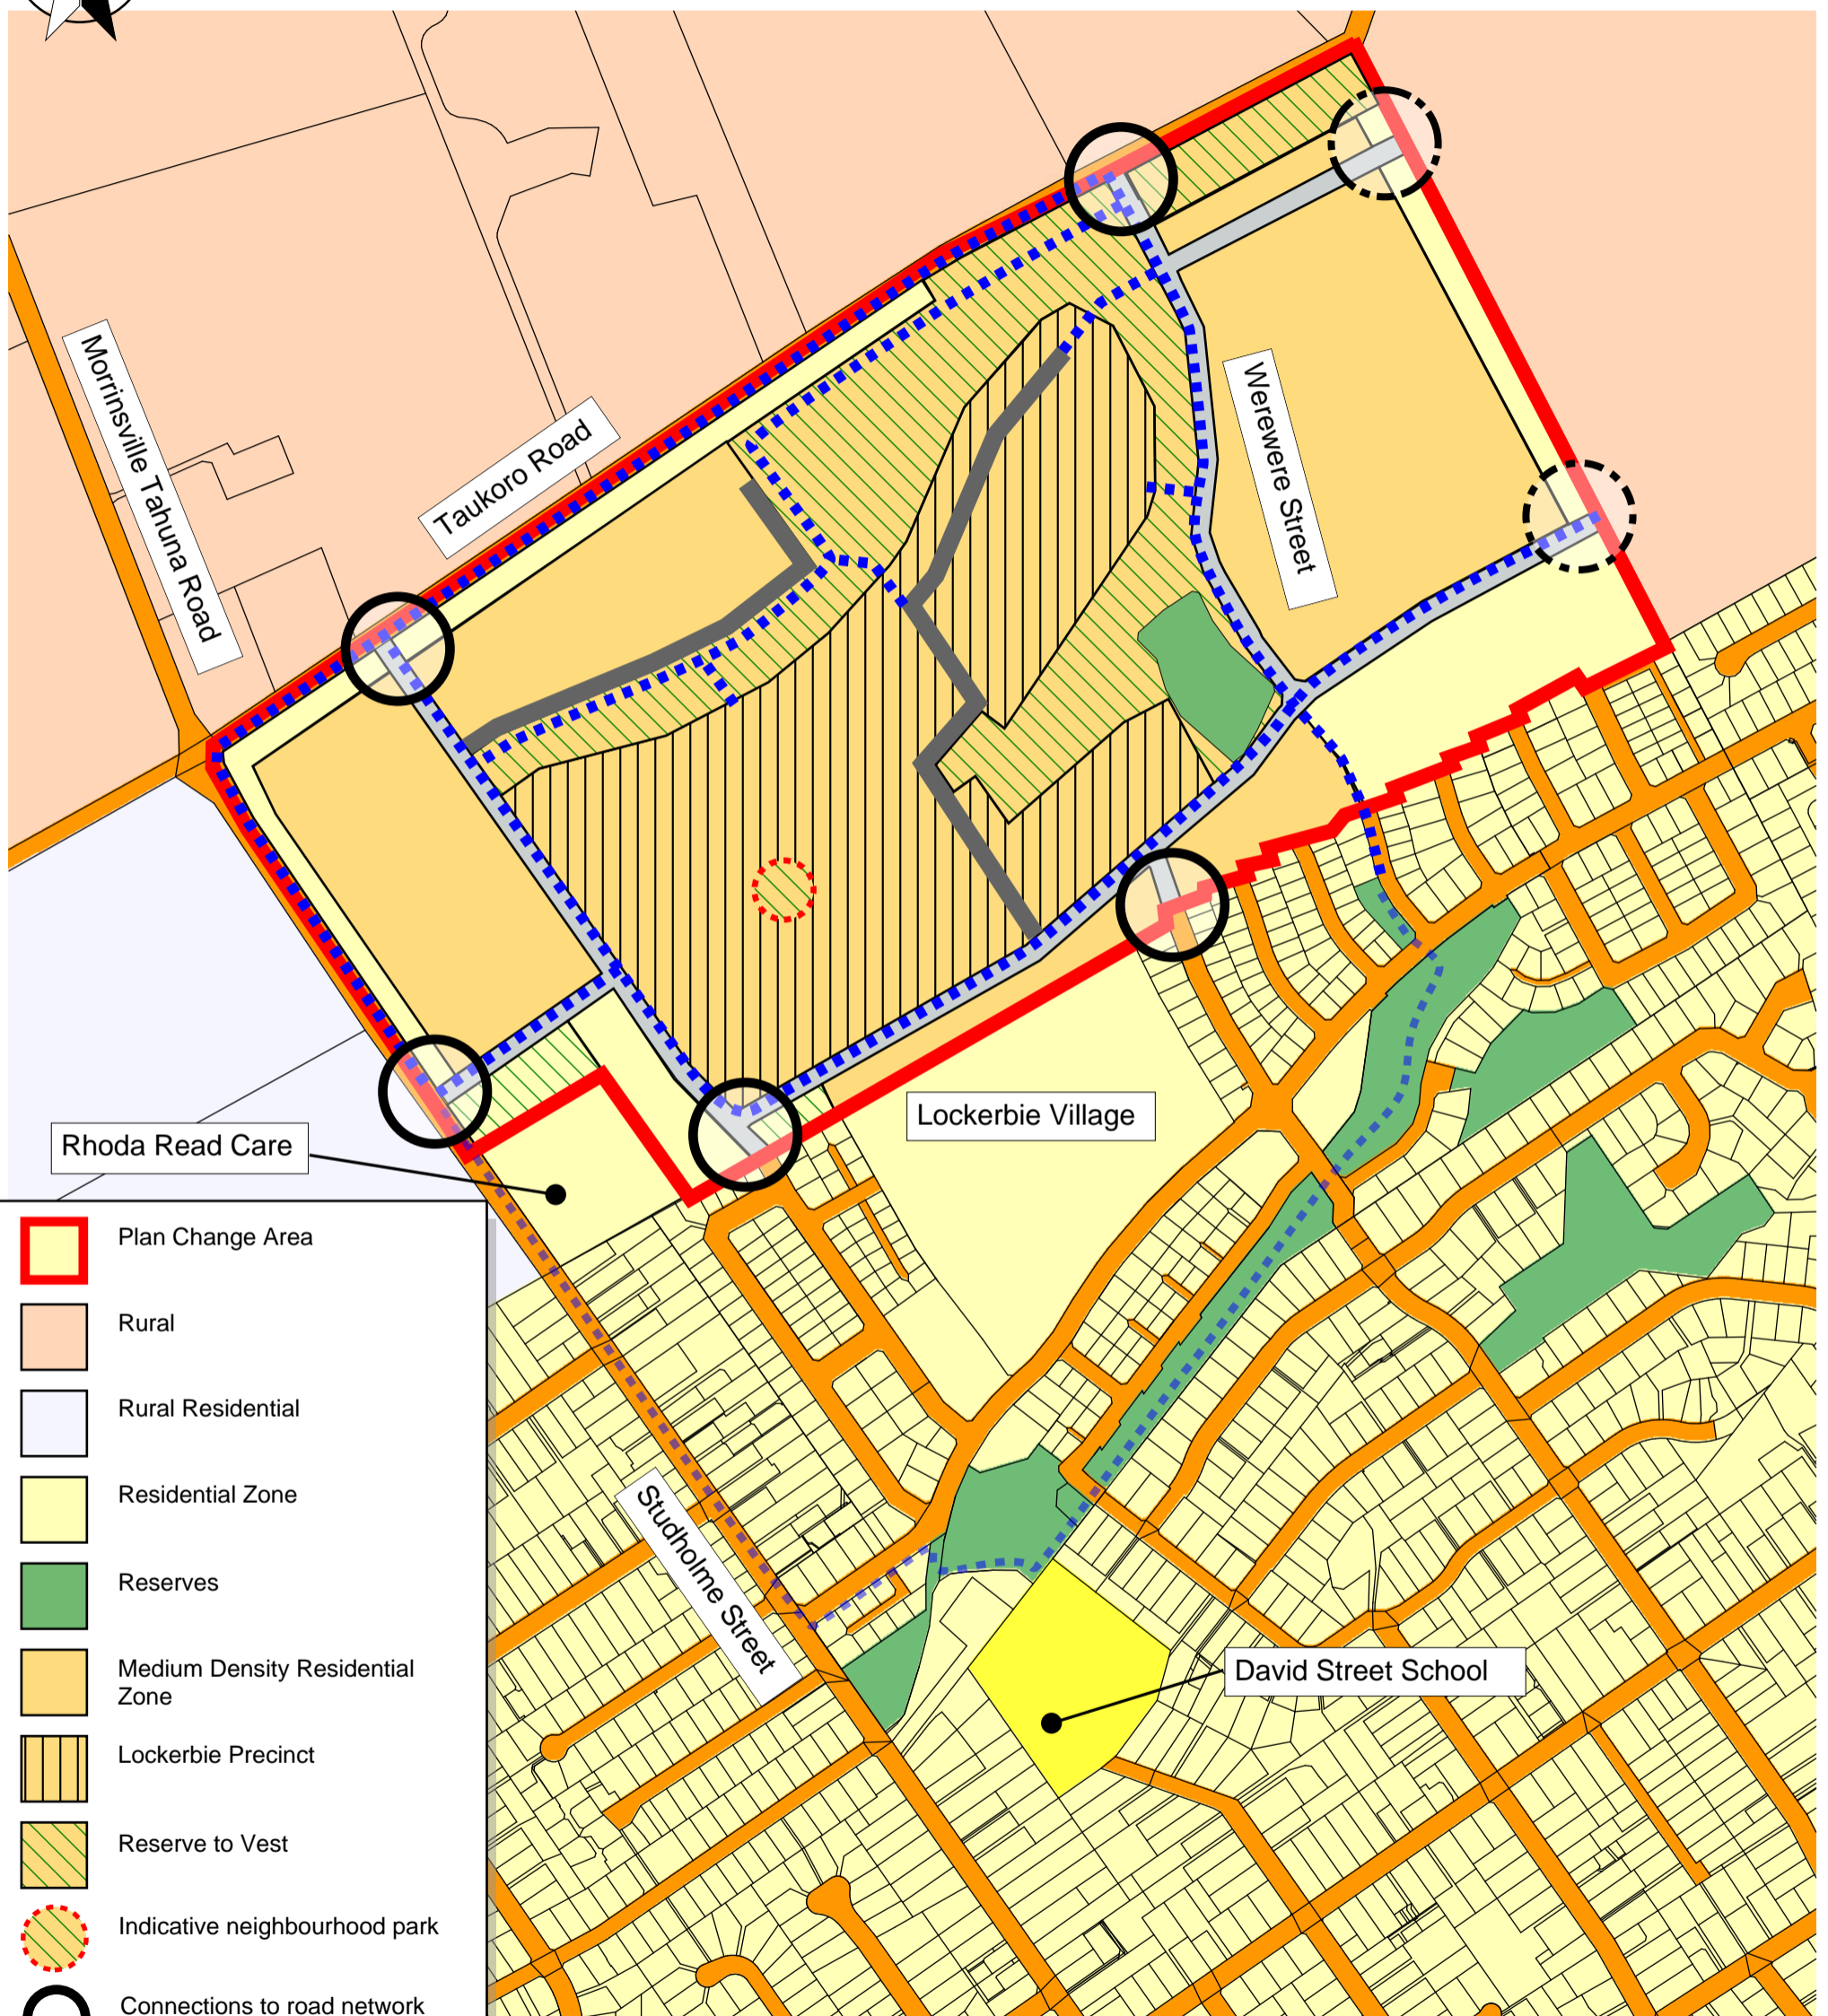 Morrinsville Tahuna Road
Taukoro Road
Werewere Street
Lockerbie Village
Rhoda Read Care
Studholme Street
David Street School
Plan Change Area
Rural
Rural Residential
Residential Zone
Reserves
Medium Density Residential
Zone
Lockerbie Precinct
Reserve to Vest
Indicative neighbourhood park
Connections to road network